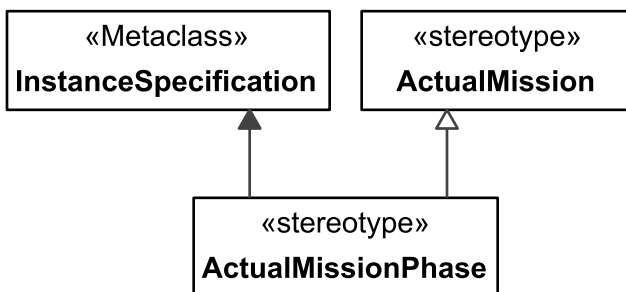 «Metaclass»
InstanceSpecification
«stereotype»
ActualMission
«stereotype»
ActualMissionPhase